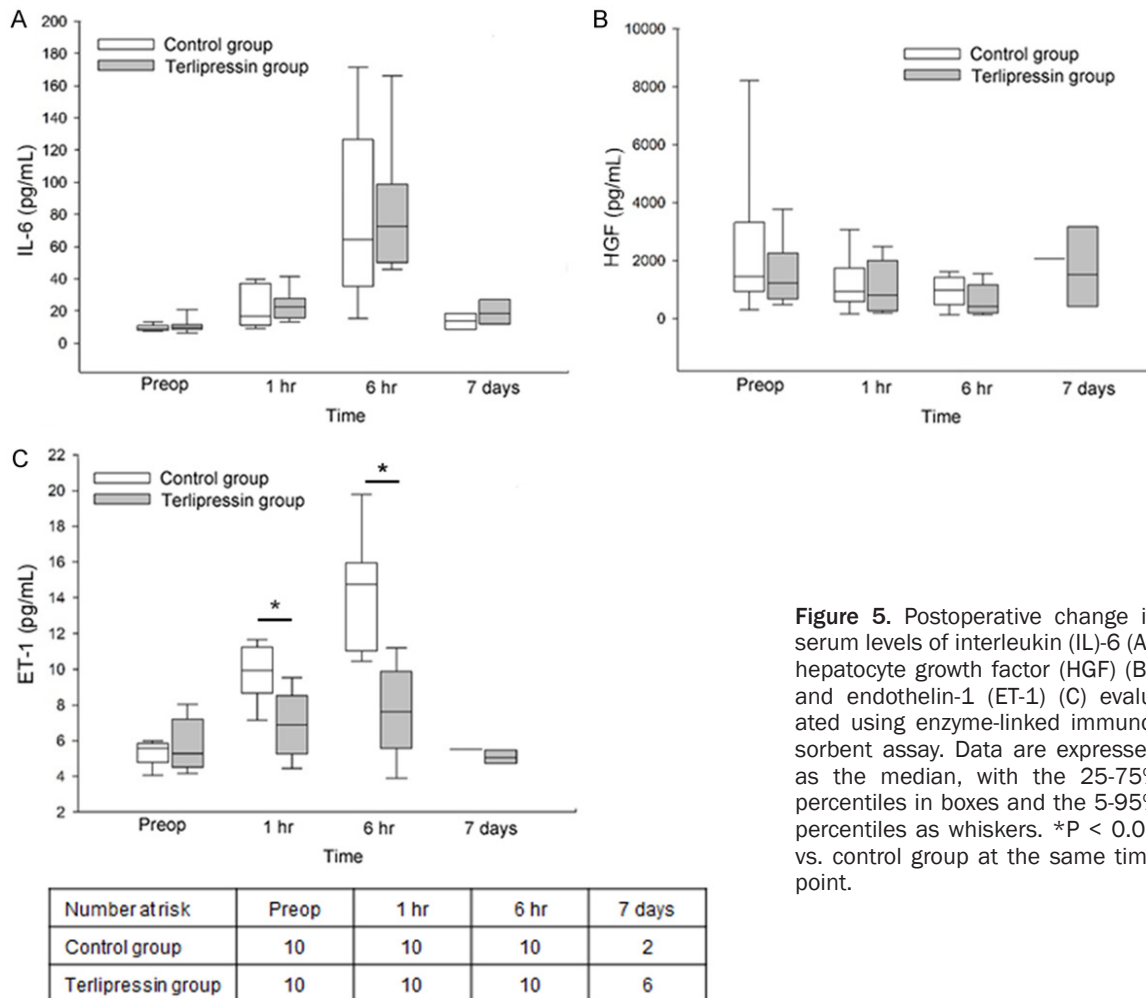 A
200
180
160
140
120
100
80
60
40
20
0
IL-6 (pg/mL)
Control group
Terlipressin group
Preop 1 hr 6 hr 7 days
Time
B
10000
8000
6000
4000
2000
0
HGF (pg/mL)
Control group
Terlipressin group
Preop 1 hr 6 hr 7 days
Time
C
22
20
18
16
14
12
10
8
6
4
2
ET-1 (pg/mL)
Control group
Terlipressin group
*
*
Preop 1 hr 6 hr 7 days
Time
Number at risk Preop 1 hr 6 hr 7 days
Control group 10 10 10 2
Terlipressin group 10 10 10 6
Figure 5. Postoperative change i
serum levels of interleukin (IL)-6 (A
hepatocyte growth factor (HGF) (B
and endothelin-1 (ET-1) (C) evalu
ated using enzyme-linked immuno
sorbent assay. Data are expresse
as the median, with the 25-75%
percentiles in boxes and the 5-95%
percentiles as whiskers. *P < 0.0
vs. control group at the same tim
point.